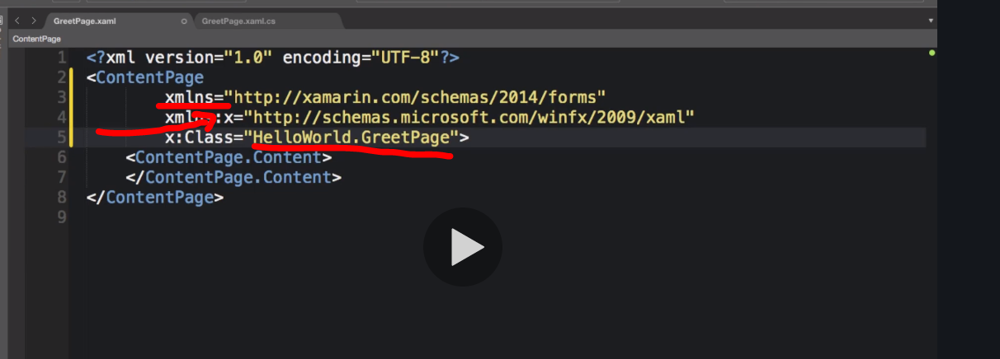 GreetPage.xaml GreetPage.xaml.cs
ContentPage
1 <?xml version="1.0" encoding="UTF-8"?>
2 <ContentPage
3 xmlns="http://xamarin.com/schemas/2014/forms"
4 xmlns:x="http://schemas.microsoft.com/winfx/2009/xaml"
5 x:Class="HelloWorld.GreetPage">
6 <ContentPage.Content>
7 </ContentPage.Content>
8 </ContentPage>
9